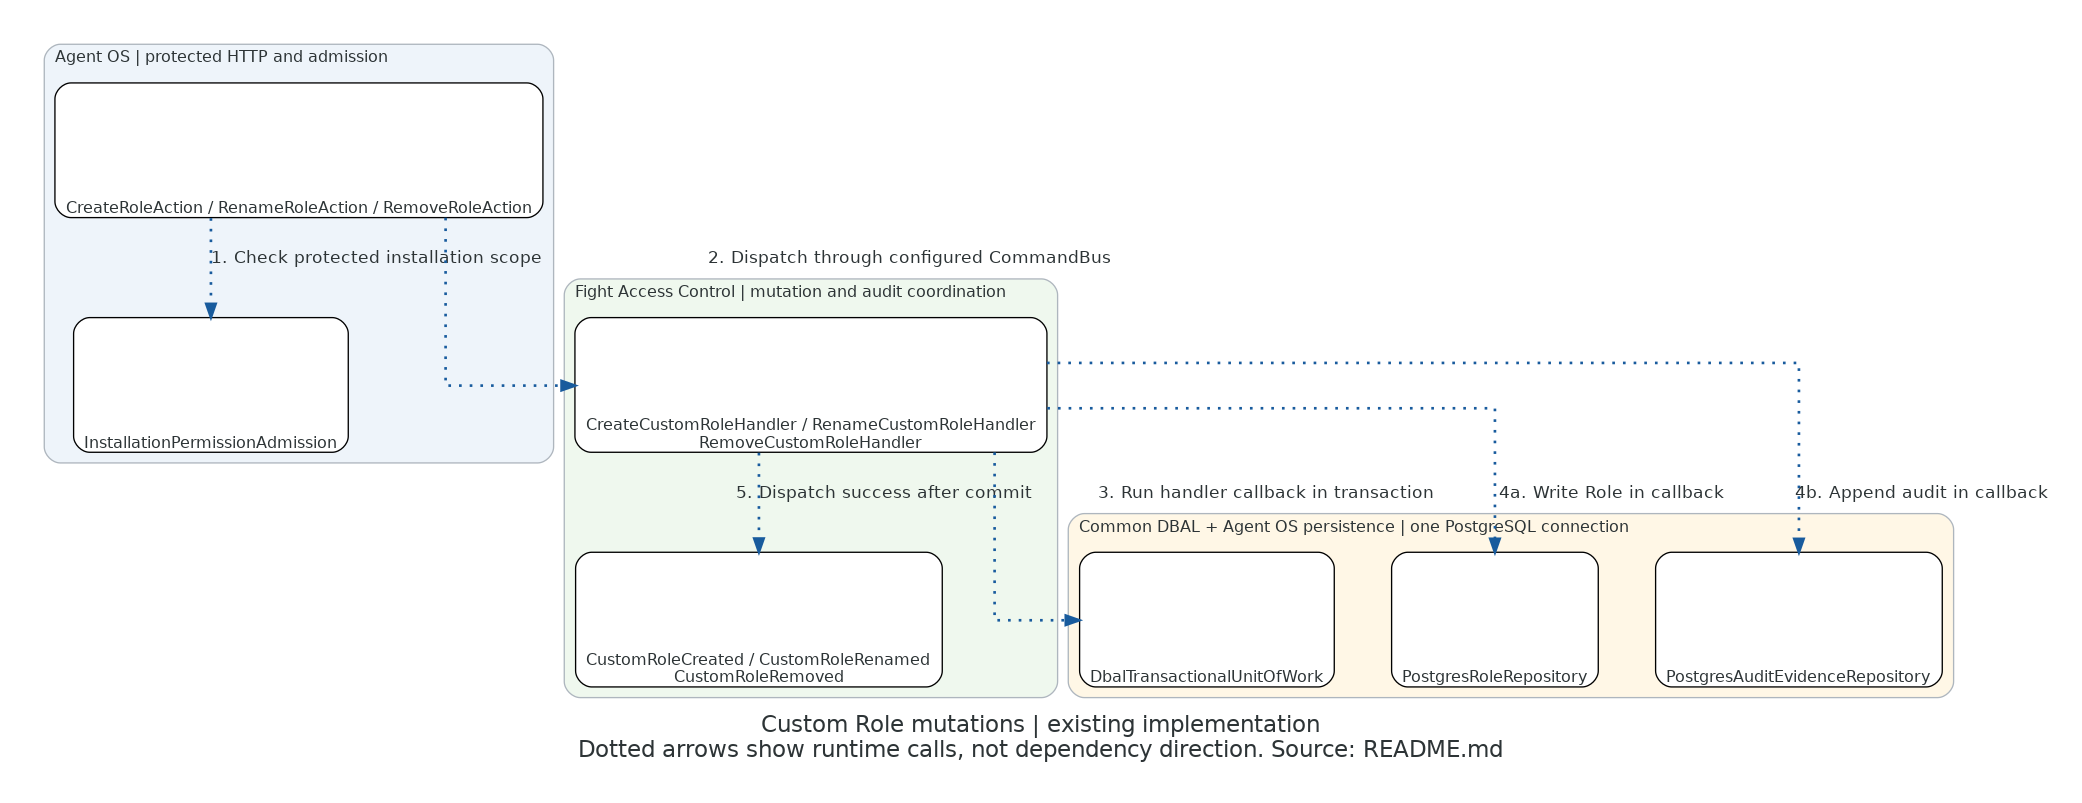 Agent OS | protected HTTP and admission
CreateRoleAction / RenameRoleAction / RemoveRoleAction
1. Check protected installation scope
2. Dispatch through configured CommandBus
Fight Access Control | mutation and audit coordination
InstallationPermissionAdmission
CreateCustomRoleHandler / RenameCustomRoleHandler
RemoveCustomRoleHandler
5. Dispatch success after commit
3. Run handler callback in transaction
4a. Write Role in callback
4b. Append audit in callback
Common DBAL + Agent OS persistence | one PostgreSQL connection
CustomRoleCreated / CustomRoleRenamed
CustomRoleRemoved
DbalTransactionalUnitOfWork
PostgresRoleRepository
PostgresAuditEvidenceRepository
Custom Role mutations | existing implementation
Dotted arrows show runtime calls, not dependency direction. Source: README.md